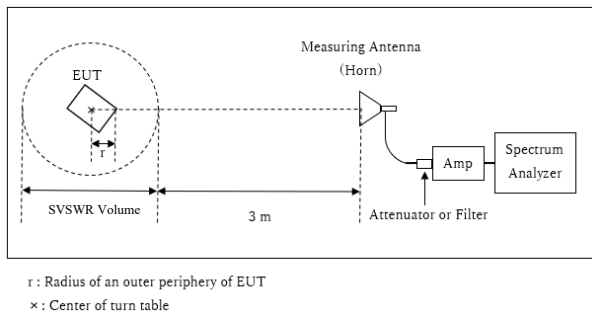 Measuring Antenna
(Horn)
EUT
r
Amp
Spectrum
Analyzer
SVSWR Volume
3 m
Attenuator or Filter
r : Radius of an outer periphery of EUT
× : Center of turn table